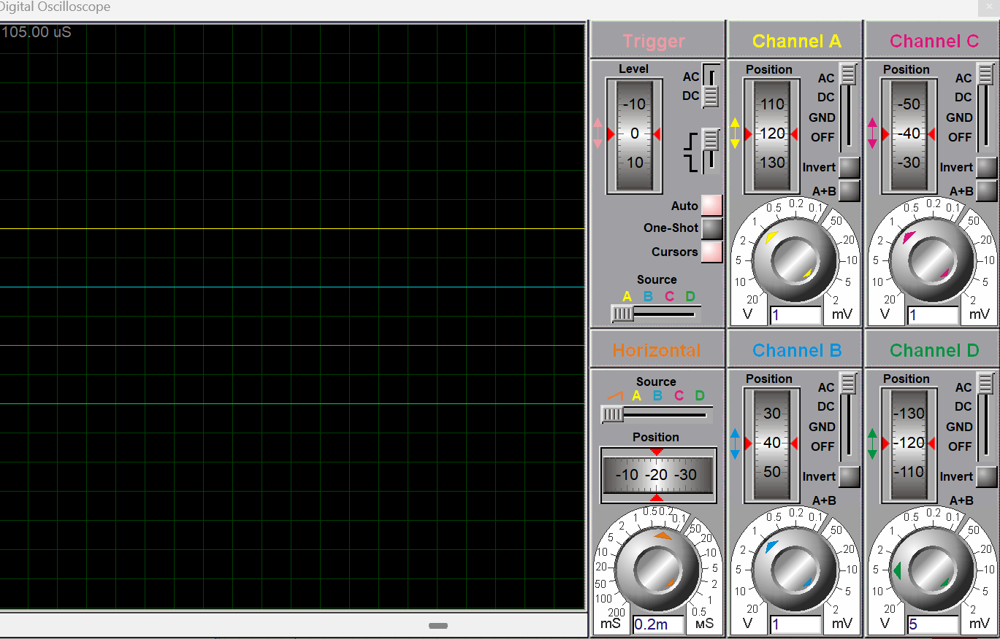 Digital Oscilloscope
105.00 uS
Trigger
Level
-10
0
10
AC
DC
Auto
One-Shot
Cursors
Source
A B C D
Channel A
Position
110
120
130
AC
DC
GND
OFF
Invert
A+B
20 10 5 2 1 0.5 0.2 0.1 50 20 10 5 2
V
1
mV
Channel C
Position
-50
-40
-30
AC
DC
GND
OFF
Invert
A+B
20 10 5 2 1 0.5 0.2 0.1 50 20 10 5 2
V
1
mV
Horizontal
Source
A B C D
Position
-10 -20 -30
200 100 50 20 10 5 2 1 0.5 0.2 0.1 50 20 10 5 2 1 0.5
mS
0.2m
мS
Channel B
Position
30
40
50
AC
DC
GND
OFF
Invert
A+B
20 10 5 2 1 0.5 0.2 0.1 50 20 10 5 2
V
1
mV
Channel D
Position
-130
-120
-110
AC
DC
GND
OFF
Invert
A+B
20 10 5 2 1 0.5 0.2 0.1 50 20 10 5 2
V
5
mV